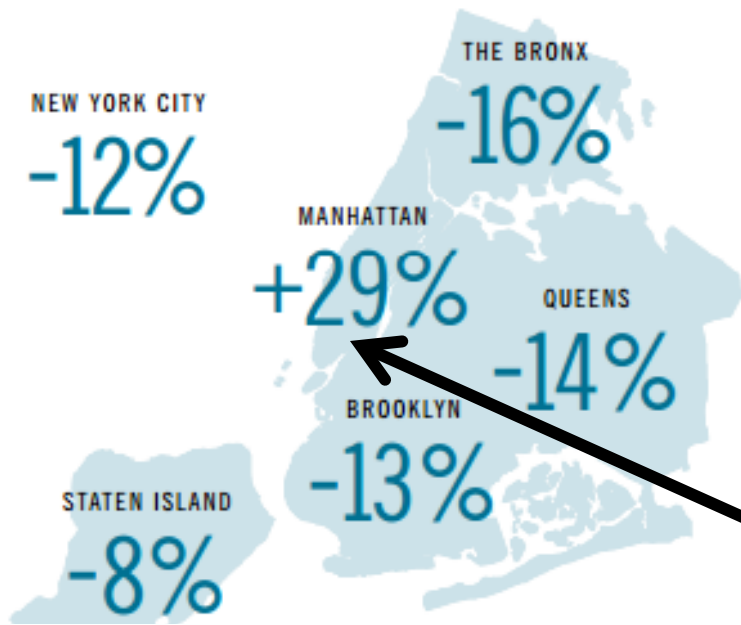 THE BRONX
-16%
NEW YORK CITY
-12%
MANHATTAN
+29%
QUEENS
-14%
BROOKLYN
-13%
STATEN ISLAND
-8%